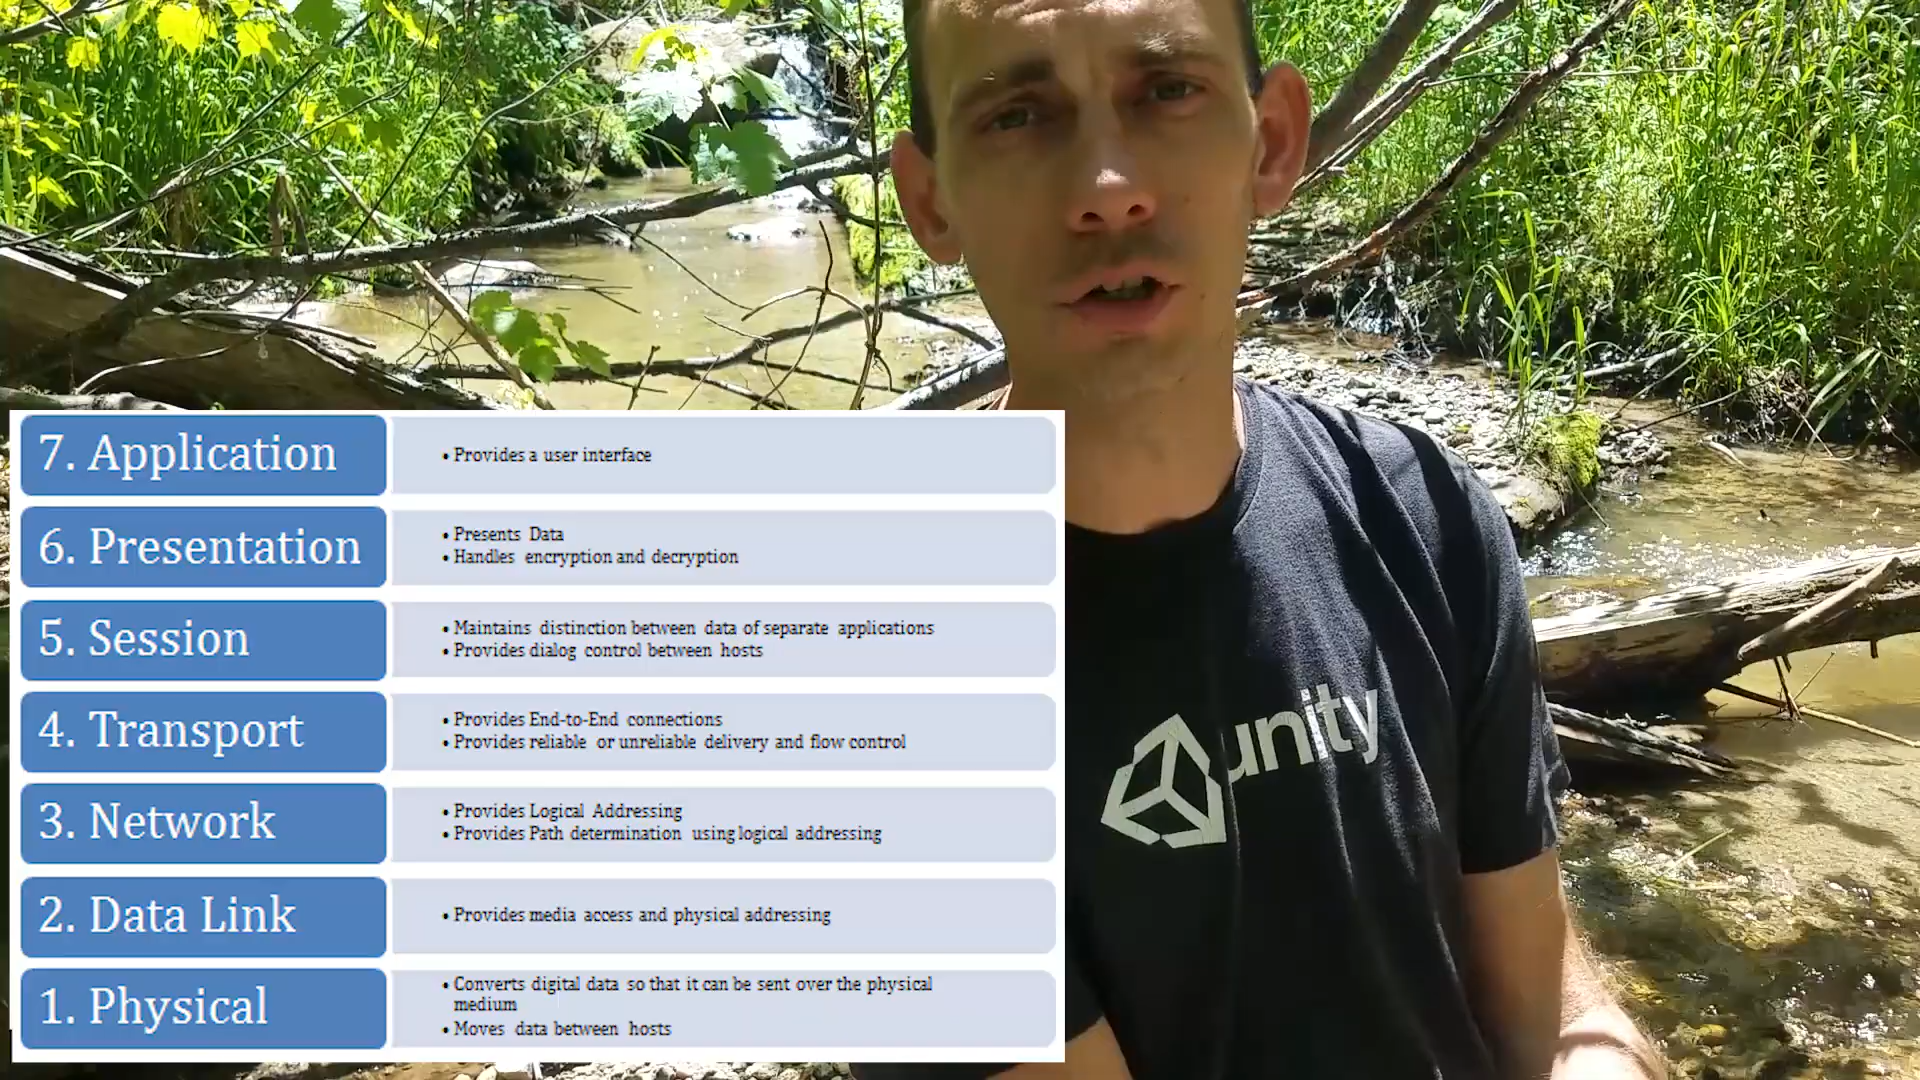 7. Application
• Provides a user interface
6. Presentation
• Presents Data
• Handles encryption and decryption
5. Session
• Maintains distinction between data of separate applications
• Provides dialog control between hosts
4. Transport
• Provides End-to-End connections
• Provides reliable or unreliable delivery and flow control
3. Network
• Provides Logical Addressing
• Provides Path determination using logical addressing
2. Data Link
• Provides media access and physical addressing
1. Physical
• Converts digital data so that it can be sent over the physical
medium
• Moves data between hosts
unity